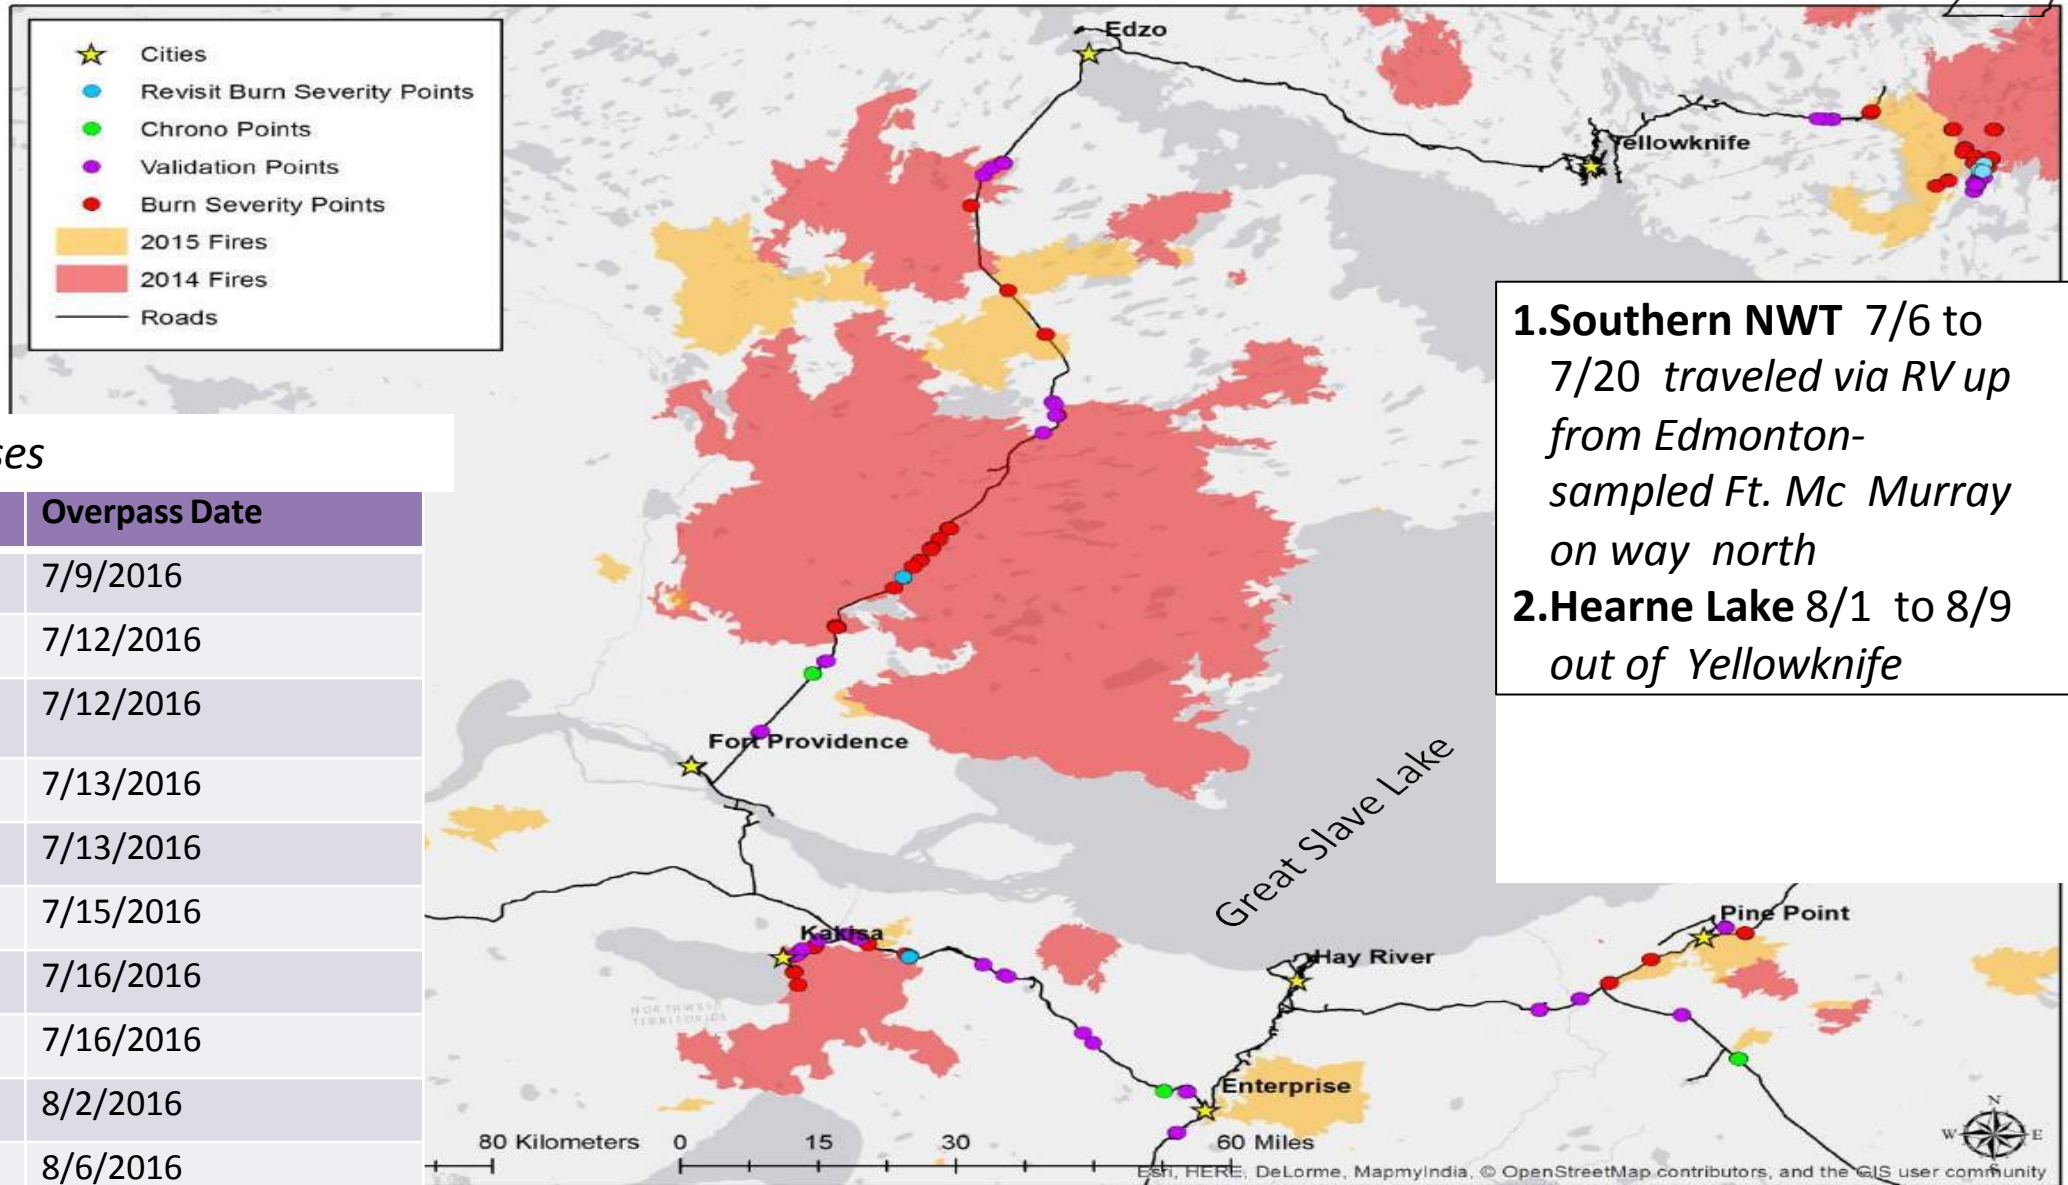 Cities
Revisit Burn Severity Points
Chrono Points
Validation Points
Burn Severity Points
2015 Fires
2014 Fires
Roads
Edzo
ellowknife
1.Southern NWT 7/6 to
7/20 traveled via RV up
from Edmonton-
sampled Ft. Mc Murray
on way north
2.Hearne Lake 8/1 to 8/9
out of Yellowknife
ses
Overpass Date
7/9/2016
7/12/2016
7/12/2016
7/13/2016
7/13/2016
7/15/2016
7/16/2016
7/16/2016
8/2/2016
8/6/2016
Fort Providence
Great Slave Lake
Kakisa
Hay River
Pine Point
NORTHWEST
TERRITORIES
Enterprise
N
W E
S
80 Kilometers 0 15 30 60 Miles
Esri, HERE, DeLorme, MapmyIndia, © OpenStreetMap contributors, and the GIS user community